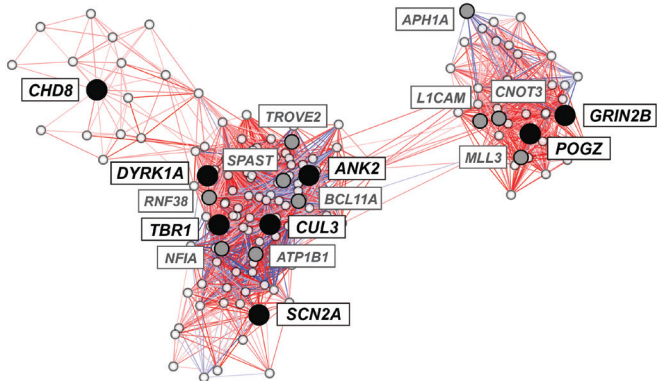 APH1A
CHD8
L1CAM
CNOT3
GRIN2B
TROVE2
SPAST
POGZ
MLL3
DYRK1A
ANK2
RNF38
BCL11A
TBR1
CUL3
NFIA
ATP1B1
SCN2A